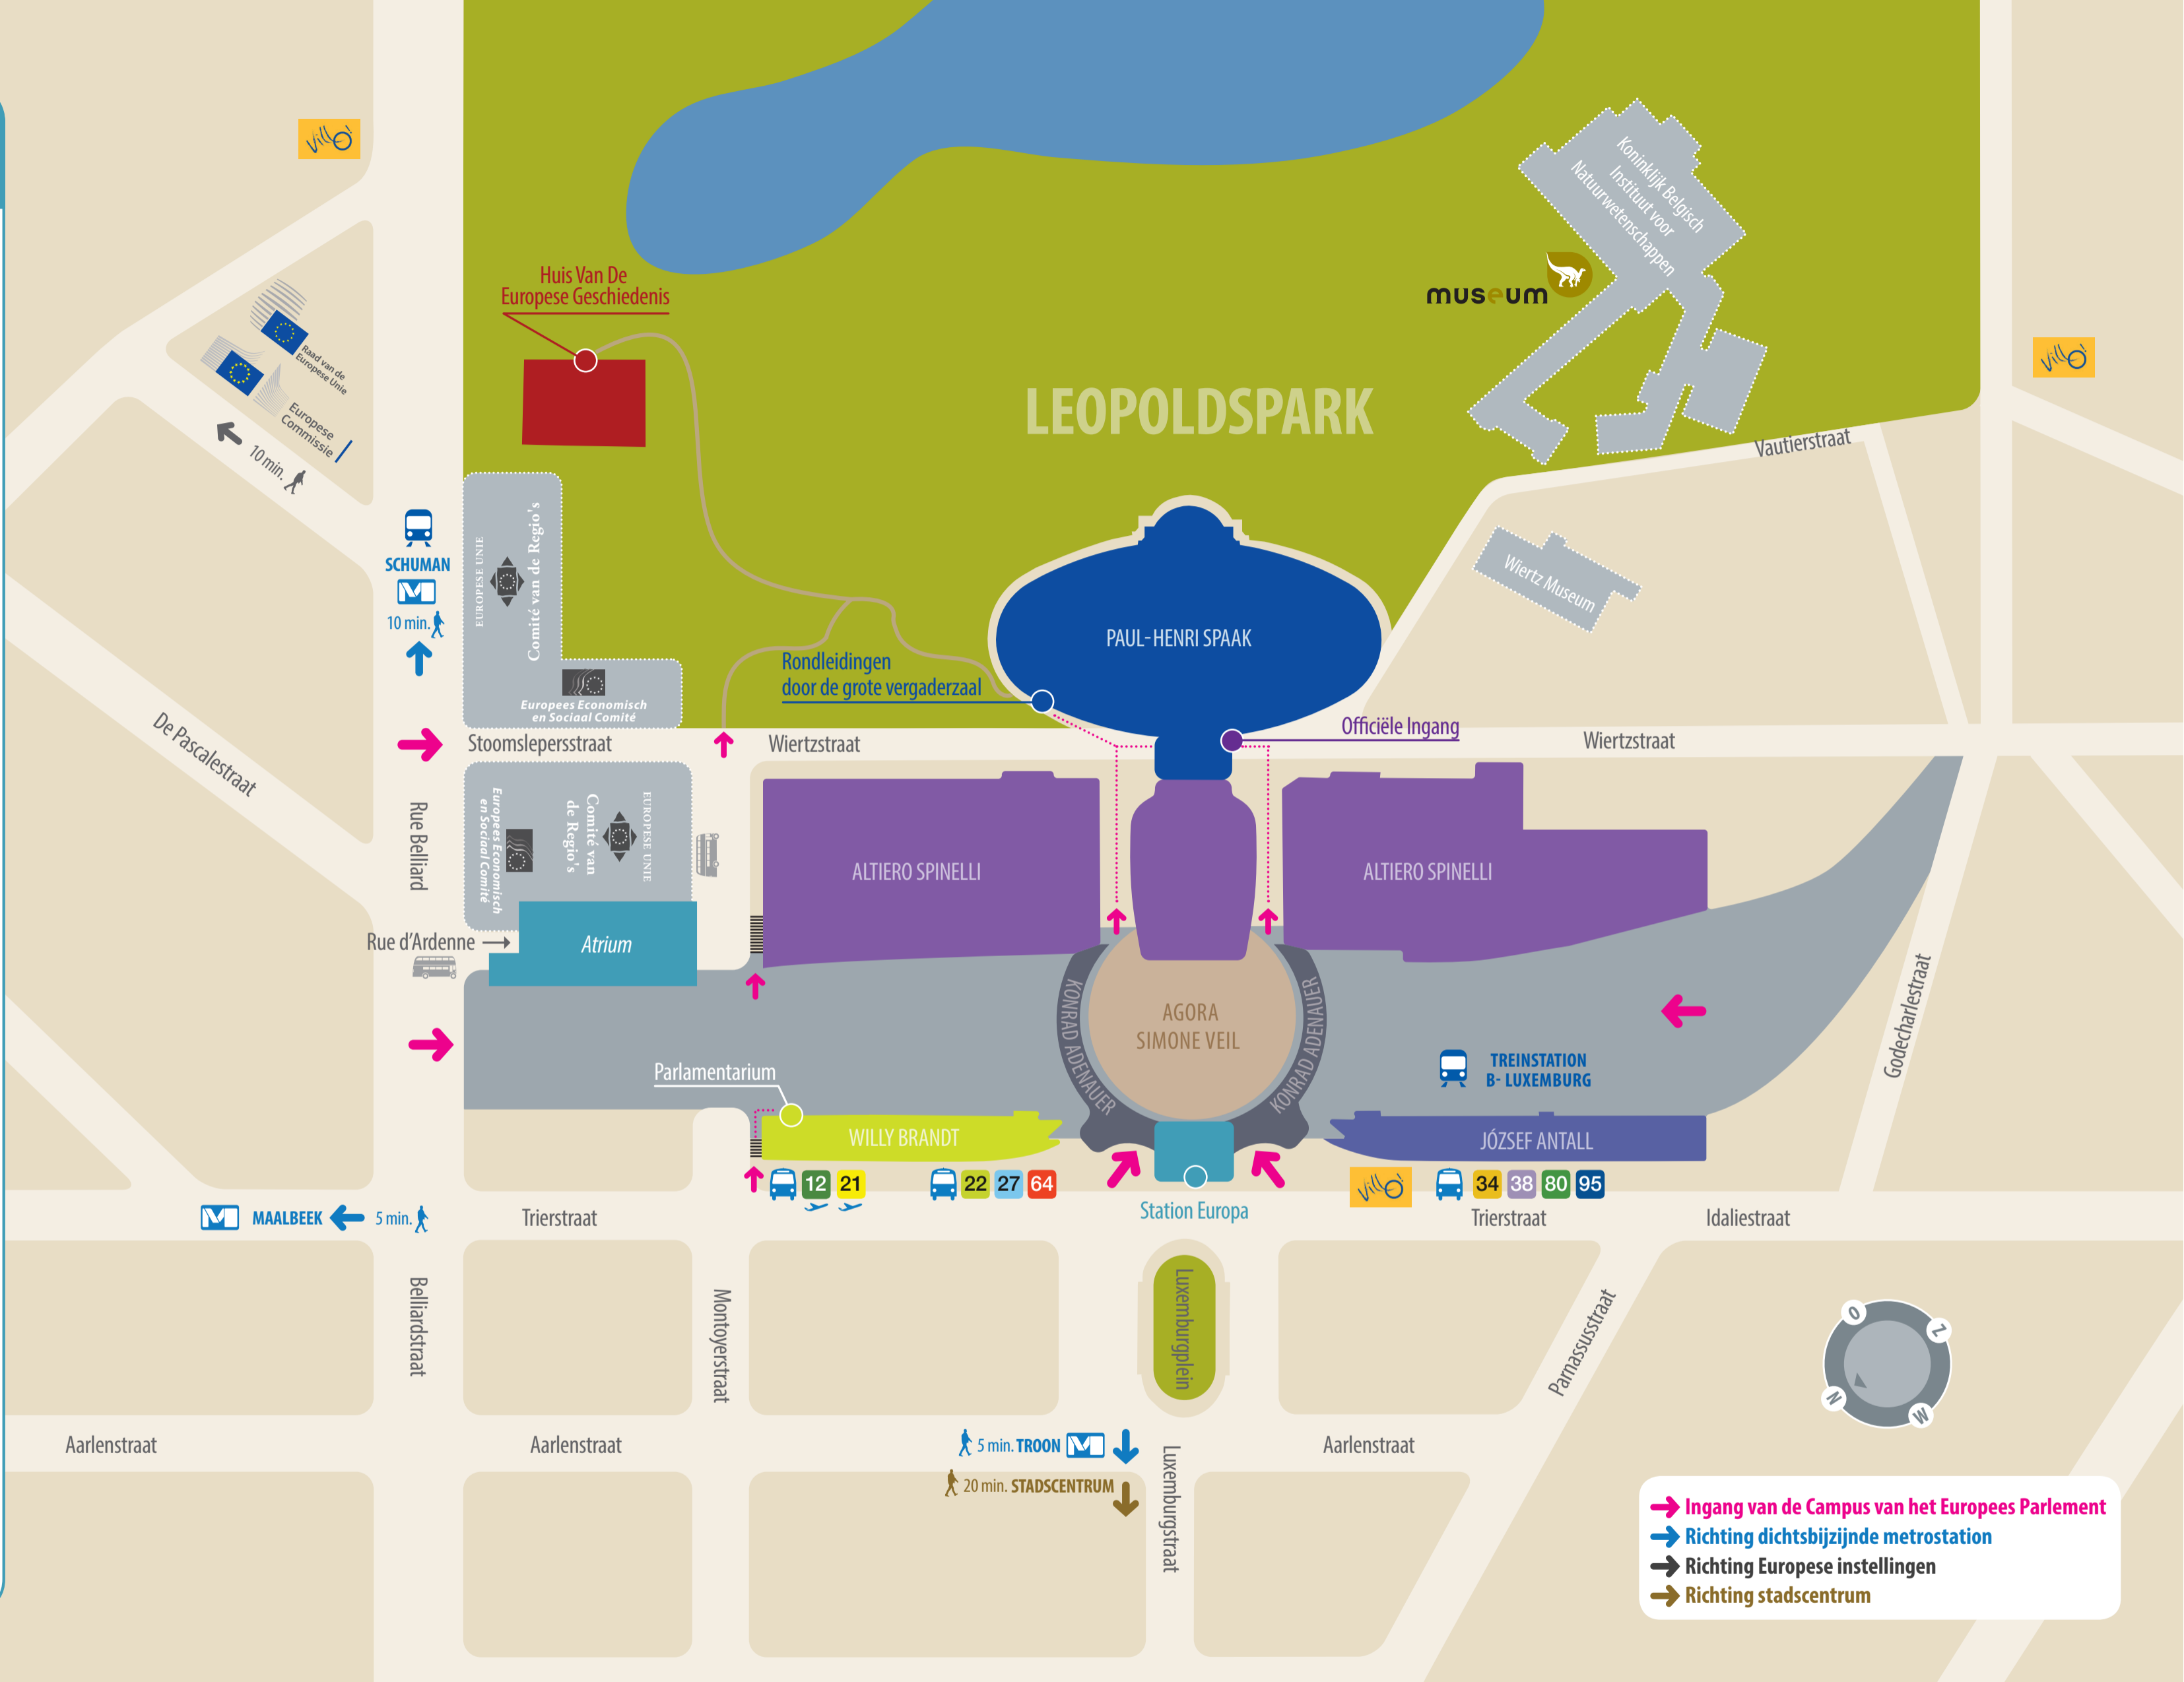 Villo!
Koninklijk Belgisch
Instituut voor
Natuurwetenschappen
museum
Huis Van De
Europese Geschiedenis
Raad van de
Europese Unie
Europese
Commissie
10 min.
LEOPOLDSPARK
Villo!
Vautierstraat
SCHUMAN
M
10 min.
EUROPESE UNIE
Comité van de Regio's
Europees Economisch
en Sociaal Comité
Wiertz Museum
PAUL-HENRI SPAAK
Rondleidingen
door de grote vergaderzaal
Officiële Ingang
De Pascalestraat
Stoomslepersstraat
Wiertzstraat
Wiertzstraat
Rue Belliard
Europees Economisch
en Sociaal Comité
Comité van
de Regio's
EUROPESE UNIE
ALTIERO SPINELLI
ALTIERO SPINELLI
Rue d'Ardenne
Atrium
AGORA
SIMONE VEIL
KONRAD ADENAUER
KONRAD ADENAUER
Godecharlestraat
Parlamentarium
TREINSTATION
B- LUXEMBURG
WILLY BRANDT
JÓZSEF ANTALL
12 21
22 27 64
Villo!
34 38 80 95
Station Europa
M MAALBEEK 5 min.
Trierstraat
Trierstraat
Idaliestraat
Belliardstraat
Montoyerstraat
Luxemburgplein
Parnassusstraat
O
Z
N
W
Aarlenstraat
Aarlenstraat
5 min. TROON M
Aarlenstraat
20 min. STADSCENTRUM
Luxemburgstraat
Ingang van de Campus van het Europees Parlement
Richting dichtsbijzijnde metrostation
Richting Europese instellingen
Richting stadscentrum